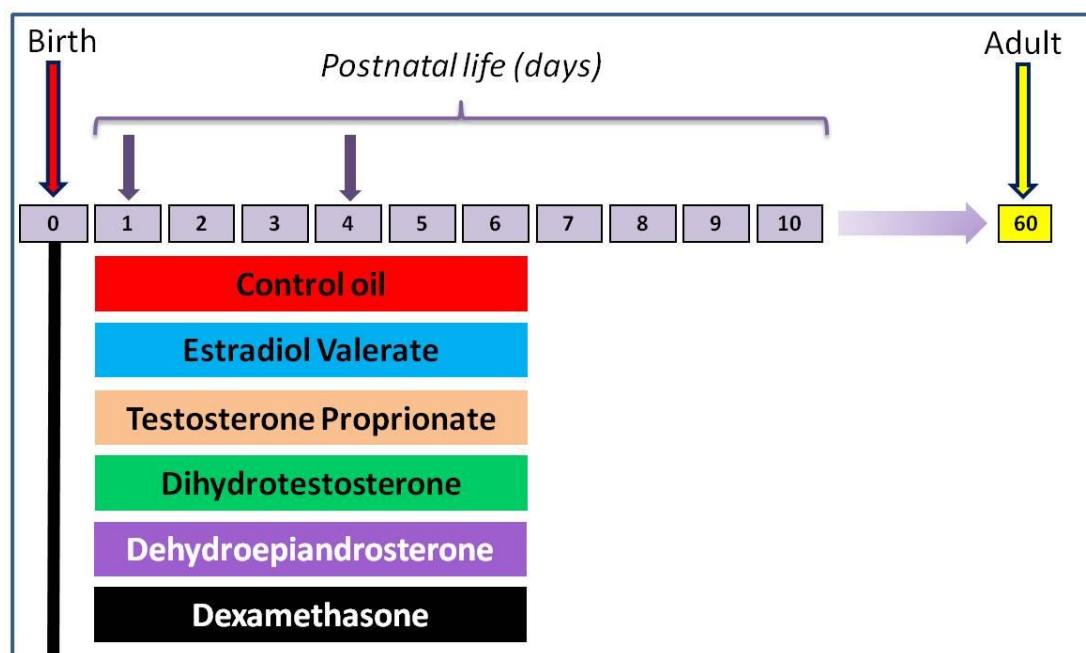 Birth
Adult
Postnatal life (days)
0 1 2 3 4 5 6 7 8 9 10 60
Control oil
Estradiol Valerate
Testosterone Proprionate
Dihydrotestosterone
Dehydroepiandrosterone
Dexamethasone